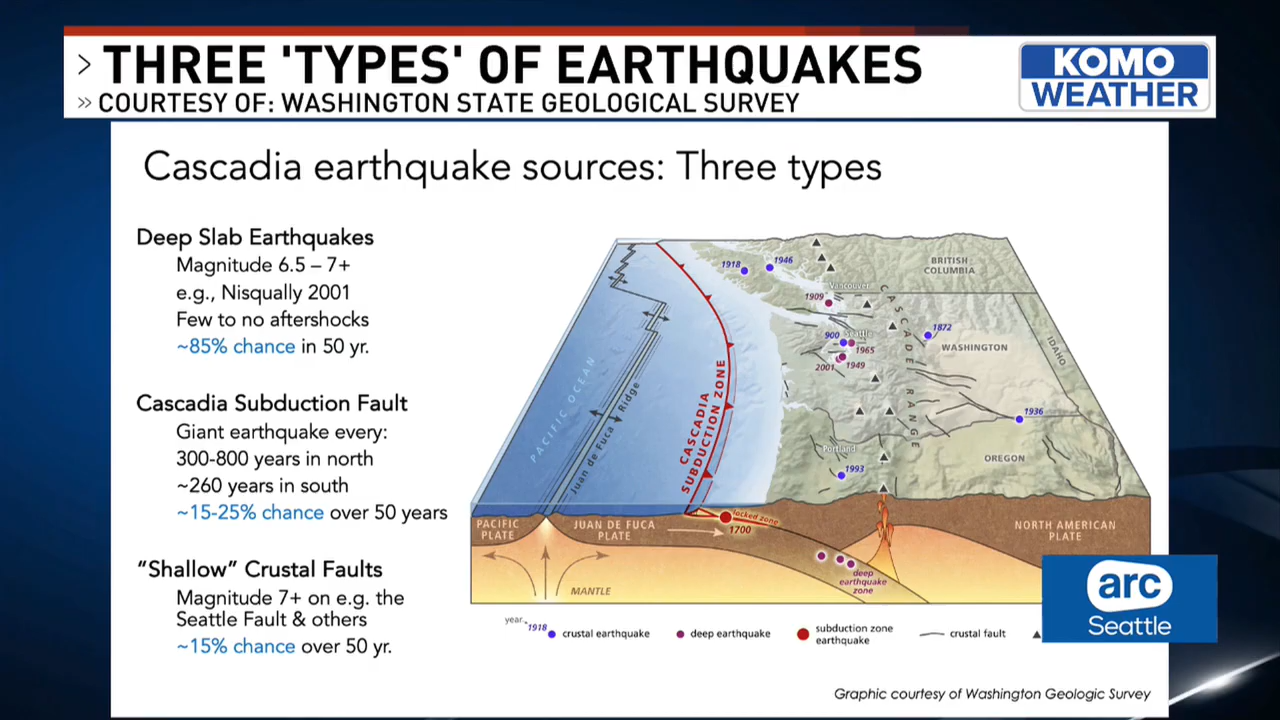 > THREE 'TYPES' OF EARTHQUAKES
» COURTESY OF: WASHINGTON STATE GEOLOGICAL SURVEY
KOMO
WEATHER
Cascadia earthquake sources: Three types
Deep Slab Earthquakes
Magnitude 6.5 – 7+
e.g., Nisqually 2001
Few to no aftershocks
~85% chance in 50 yr.
Cascadia Subduction Fault
Giant earthquake every:
300-800 years in north
~260 years in south
~15-25% chance over 50 years
“Shallow” Crustal Faults
Magnitude 7+ on e.g. the
Seattle Fault & others
~15% chance over 50 yr.
1918
1946
BRITISH
COLUMBIA
Vancouver
1909
CASCADE RANGE
900
Seattle
1872
1965
WASHINGTON
IDAHO
2001
1949
PACIFIC OCEAN
Juan de Fuca Ridge
CASCADIA
SUBDUCTION ZONE
1936
Portland
1993
OREGON
PACIFIC
PLATE
JUAN DE FUCA
PLATE
locked zone
1700
NORTH AMERICAN
PLATE
deep
earthquake
zone
MANTLE
year
1918
crustal earthquake
deep earthquake
subduction zone
earthquake
crustal fault
arc
Seattle
Graphic courtesy of Washington Geologic Survey